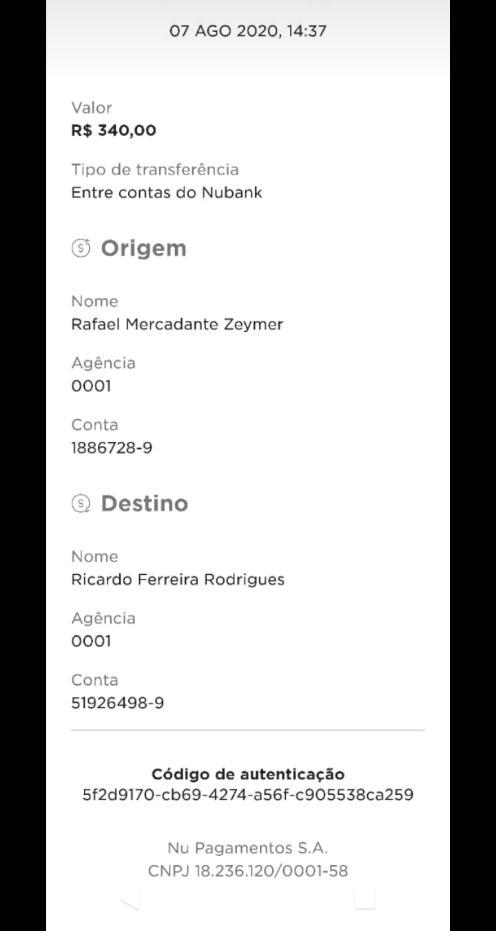 07 AGO 2020, 14:37
Valor
R$ 340,00
Tipo de transferência
Entre contas do Nubank
Origem
Nome
Rafael Mercadante Zeymer
Agência
0001
Conta
1886728-9
Destino
Nome
Ricardo Ferreira Rodrigues
Agência
0001
Conta
51926498-9
Código de autenticação
5f2d9170-cb69-4274-a56f-c905538ca259
Nu Pagamentos S.A.
CNPJ 18.236.120/0001-58